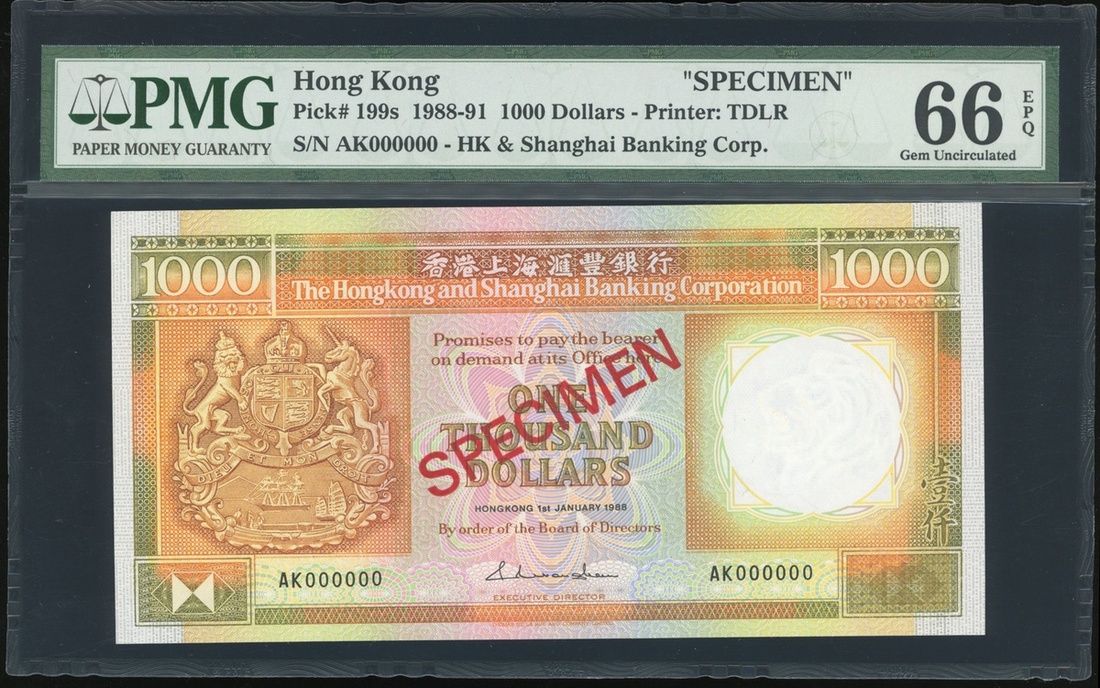 PMG
PAPER MONEY GUARANTY
Hong Kong "SPECIMEN"
Pick# 199s 1988-91 1000 Dollars - Printer: TDLR
S/N AK000000 - HK & Shanghai Banking Corp.
66
EPQ
Gem Uncirculated
1000
香港上海滙豐銀行
1000
The Hongkong and Shanghai Banking Corporation
Promises to pay the bearer
on demand at its Office here
SPECIMEN
ONE
THOUSAND
DOLLARS
HONGKONG 1st JANUARY 1988
By order of the Board of Directors
DIEU ET MON DROIT
壹仟
AK000000
EXECUTIVE DIRECTOR
AK000000